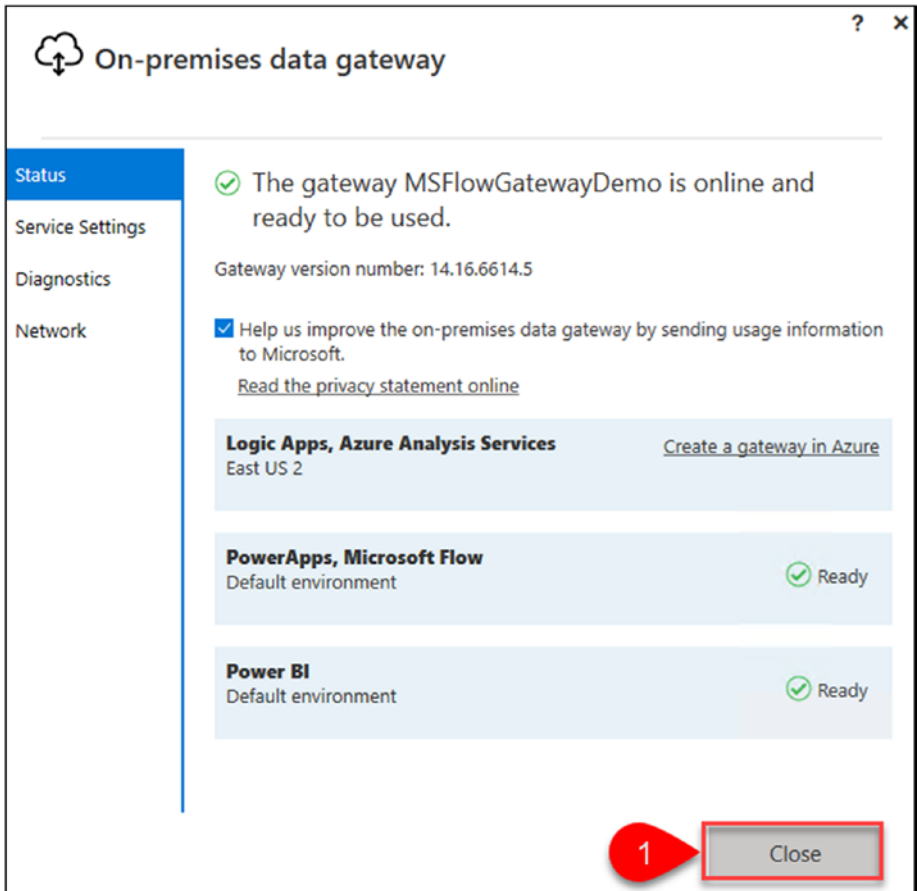 ? ×
On-premises data gateway
Status
Service Settings
Diagnostics
Network
The gateway MSFlowGatewayDemo is online and
ready to be used.
Gateway version number: 14.16.6614.5
Help us improve the on-premises data gateway by sending usage information
to Microsoft.
Read the privacy statement online
Logic Apps, Azure Analysis Services
East US 2
Create a gateway in Azure
PowerApps, Microsoft Flow
Default environment
Ready
Power BI
Default environment
Ready
1
Close